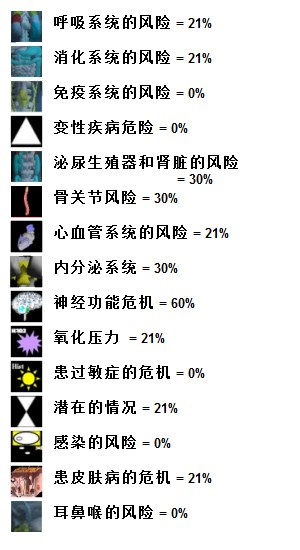 呼吸系统的风险 = 21%
消化系统的风险 = 21%
免疫系统的风险 = 0%
变性疾病危险 = 0%
泌尿生殖器和肾脏的风险
= 30%
骨关节风险 = 30%
心血管系统的风险 = 21%
内分泌系统 = 30%
神经功能危机 = 60%
氧化压力 = 21%
Hist
患过敏症的危机 = 0%
潜在的情况 = 21%
感染的风险 = 0%
患皮肤病的危机 = 21%
耳鼻喉的风险 = 0%